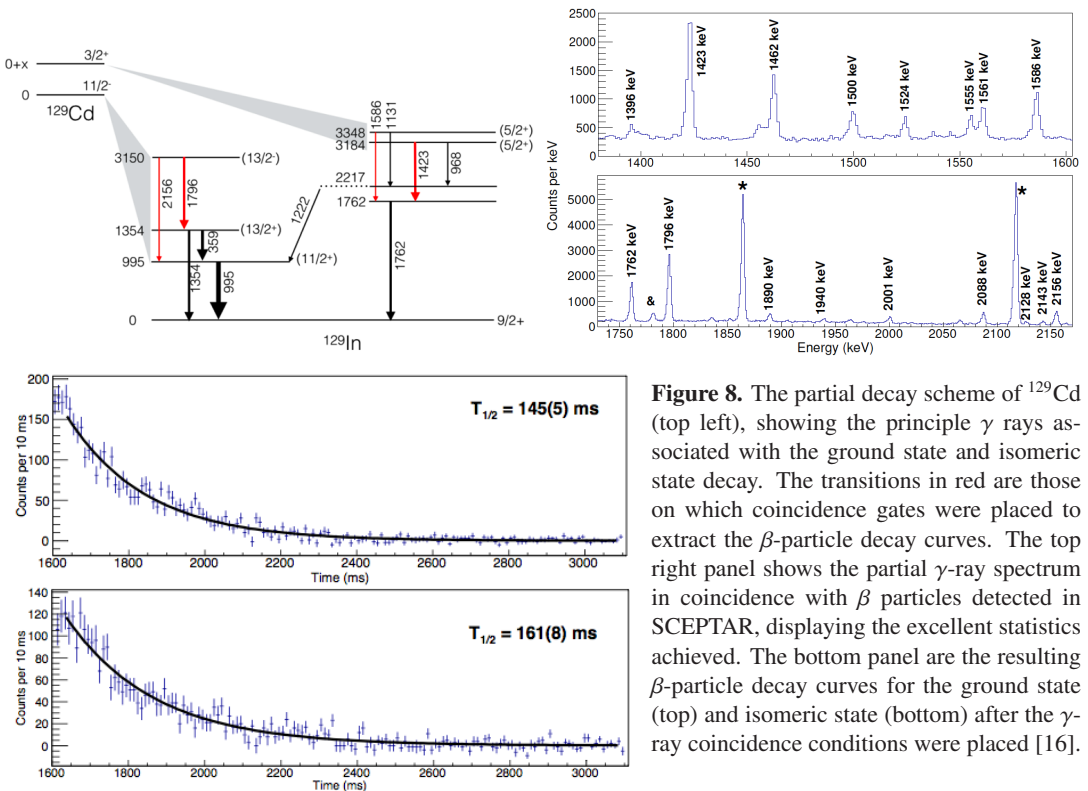 0+x
3/2+
0
11/2-
129Cd
3150
(13/2-)
2156
1796
1354
(13/2+)
359
995
(11/2+)
1354
995
0
9/2+
129In
1586
1131
3348
(5/2+)
3184
(5/2+)
1423
968
2217
1762
1222
1762
2500
2000
1500
1000
500
0
1396 keV
1423 keV
1462 keV
1500 keV
1524 keV
1555 keV
1561 keV
1586 keV
1400
1450
1500
1550
1600
Counts per keV
5000
4000
3000
2000
1000
0
1762 keV
&
1796 keV
*
1890 keV
1940 keV
2001 keV
2088 keV
*
2128 keV
2143 keV
2156 keV
1750
1800
1850
1900
1950
2000
2050
2100
2150
Energy (keV)
200
150
100
50
0
Counts per 10 ms
T1/2 = 145(5) ms
1600
1800
2000
2200
2400
2600
2800
3000
Time (ms)
140
120
100
80
60
40
20
0
Counts per 10 ms
T1/2 = 161(8) ms
1600
1800
2000
2200
2400
2600
2800
3000
Time (ms)
Figure 8. The partial decay scheme of 129Cd
(top left), showing the principle γ rays as-
sociated with the ground state and isomeric
state decay. The transitions in red are those
on which coincidence gates were placed to
extract the β-particle decay curves. The top
right panel shows the partial γ-ray spectrum
in coincidence with β particles detected in
SCEPTAR, displaying the excellent statistics
achieved. The bottom panel are the resulting
β-particle decay curves for the ground state
(top) and isomeric state (bottom) after the γ-
ray coincidence conditions were placed [16].